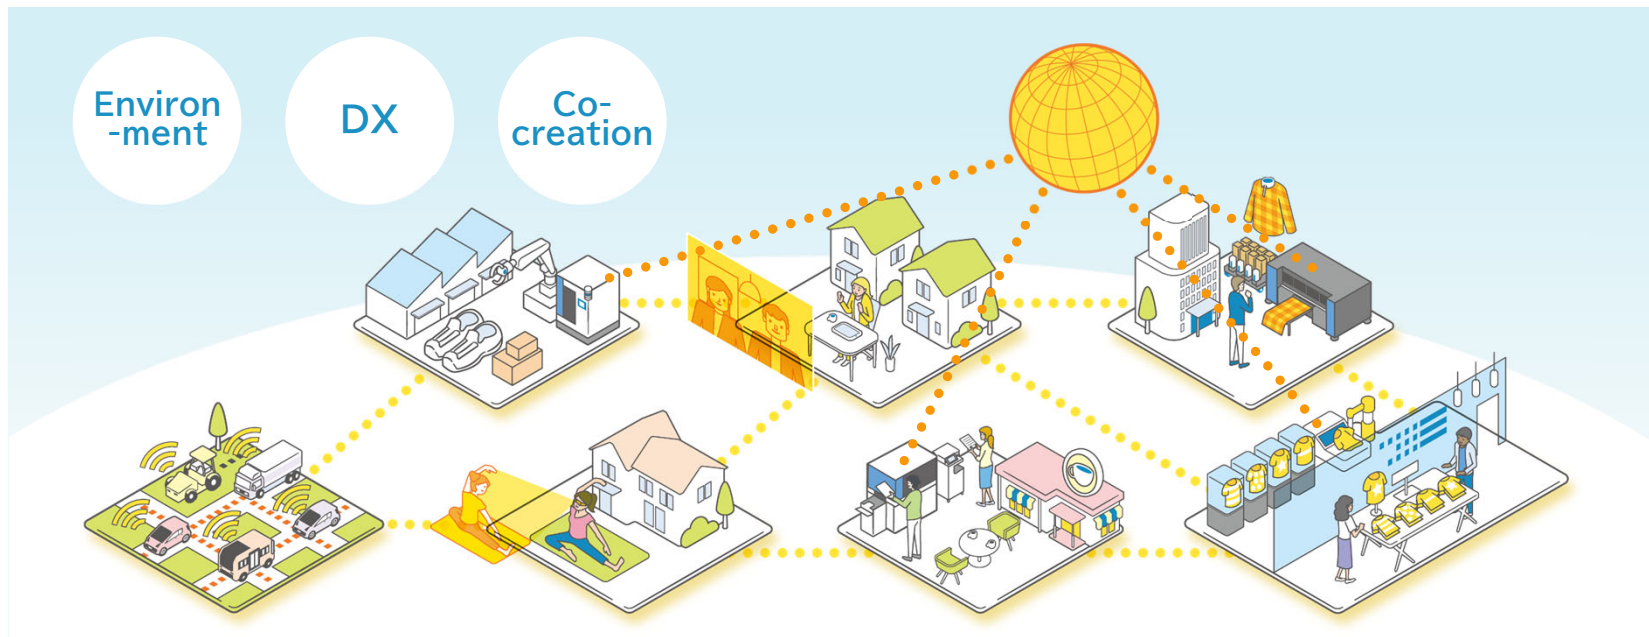 Environ
-ment
DX
Co-
creation